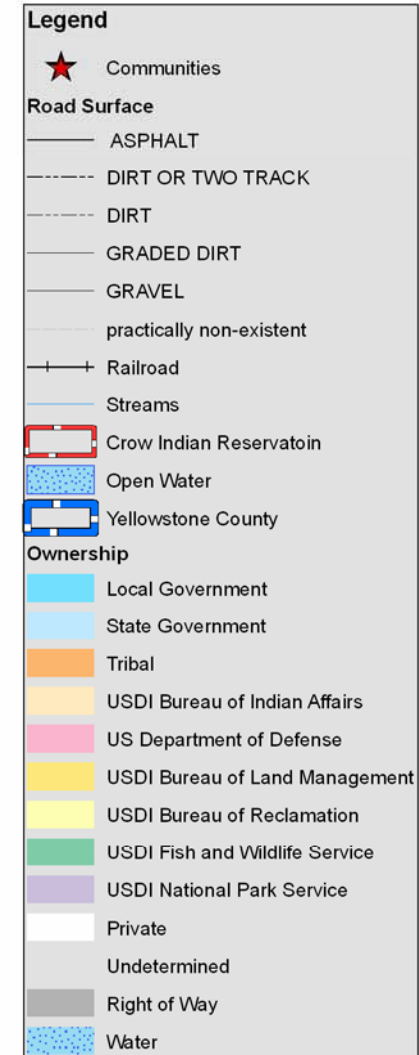 Legend
Communities
Road Surface
ASPHALT
DIRT OR TWO TRACK
DIRT
GRADED DIRT
GRAVEL
practically non-existent
Railroad
Streams
Crow Indian Reservatoin
Open Water
Yellowstone County
Ownership
Local Government
State Government
Tribal
USDI Bureau of Indian Affairs
US Department of Defense
USDI Bureau of Land Management
USDI Bureau of Reclamation
USDI Fish and Wildlife Service
USDI National Park Service
Private
Undetermined
Right of Way
Water